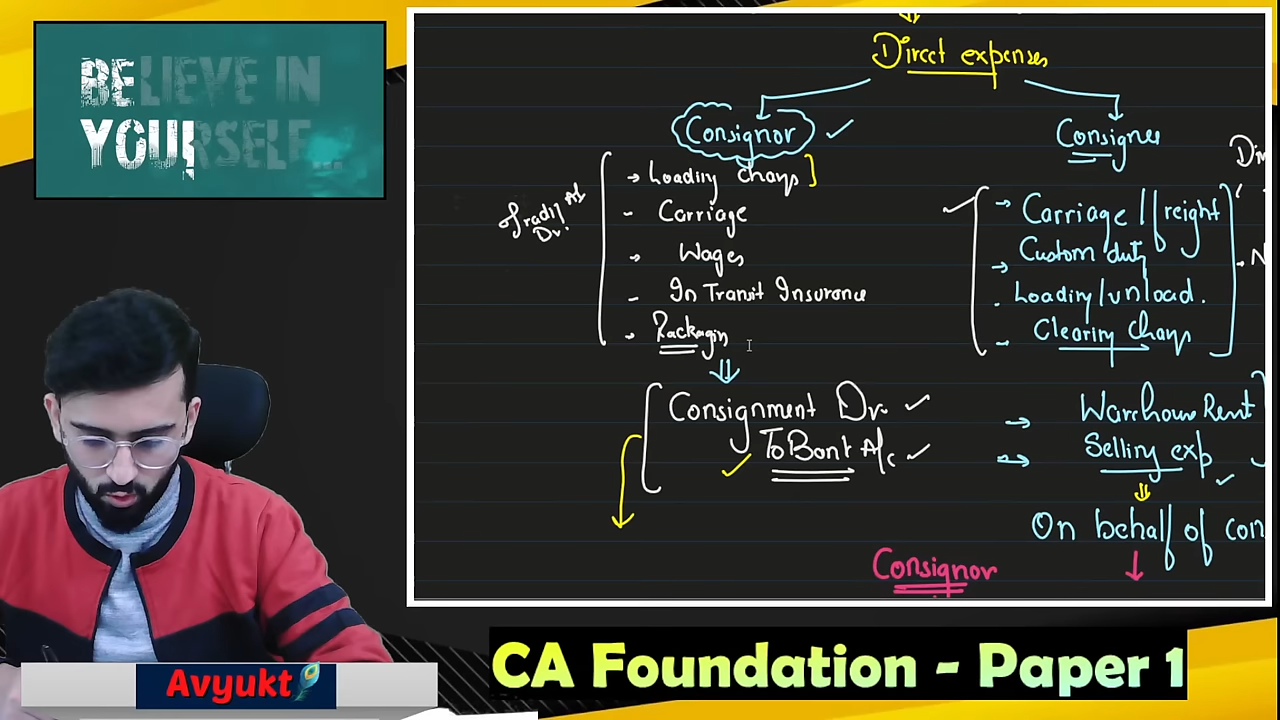 BELIEVE IN
YOURSELF...
Direct expenses
Consignor
Consignee
Loading Charges
Carriage
Wages
In Transit Insurance
Packaging
Carriage/freight
Custom duty
Loading/unload.
Clearing Charges
Consignment Dr.
To Bank A/c
Warehouse Rent
Selling exp
On behalf of con
Consignor
Avyukt
CA Foundation - Paper 1